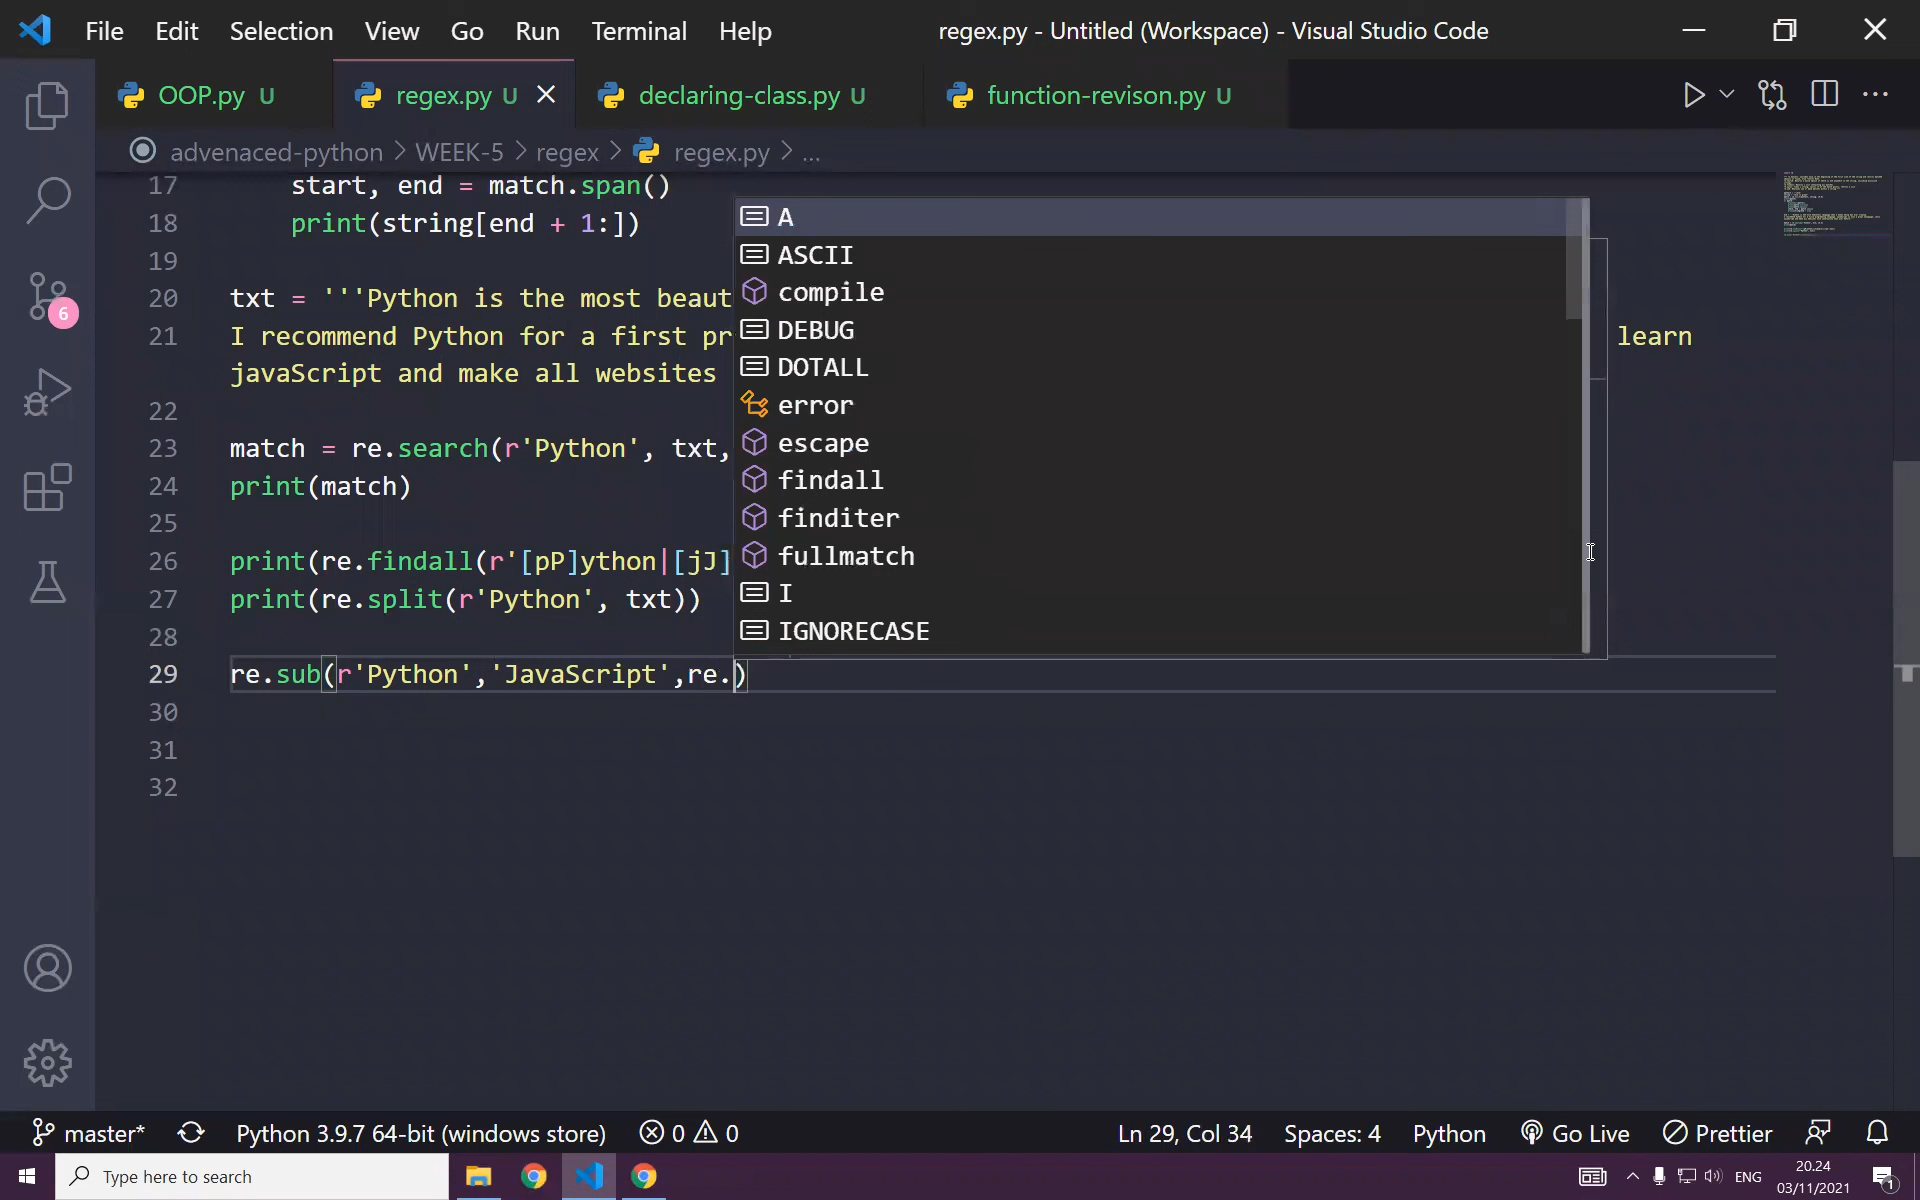 File Edit Selection View Go Run Terminal Help regex.py - Untitled (Workspace) - Visual Studio Code
OOP.py U regex.py U declaring-class.py U function-revison.py U
advenaced-python > WEEK-5 > regex > regex.py > ...
17 start, end = match.span()
18 print(string[end + 1:])
19
20 txt = '''Python is the most beaut
21 I recommend Python for a first pr learn
javaScript and make all websites
22
23 match = re.search(r'Python', txt,
24 print(match)
25
26 print(re.findall(r'[pP]ython|[jJ]
27 print(re.split(r'Python', txt))
28
29 re.sub(r'Python','JavaScript',re.)
30
31
32
A
ASCII
compile
DEBUG
DOTALL
error
escape
findall
finditer
fullmatch
I
IGNORECASE
6
master* Python 3.9.7 64-bit (windows store) 0 0 Ln 29, Col 34 Spaces: 4 Python Go Live Prettier
Type here to search ENG 20.24
03/11/2021 1